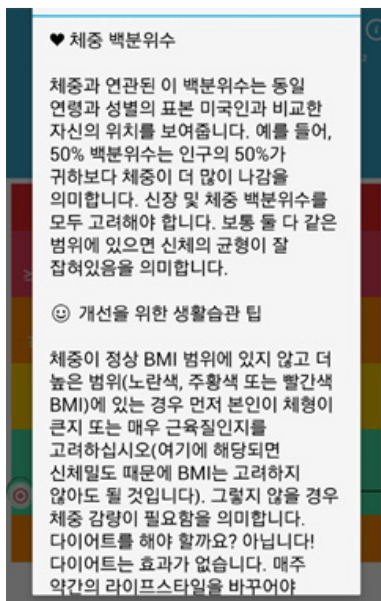 ♥ 체중 백분위수
체중과 연관된 이 백분위수는 동일
연령과 성별의 표본 미국인과 비교한
자신의 위치를 보여줍니다. 예를 들어,
50% 백분위수는 인구의 50%가
귀하보다 체중이 더 많이 나감을
의미합니다. 신장 및 체중 백분위수를
모두 고려해야 합니다. 보통 둘 다 같은
범위에 있으면 신체의 균형이 잘
잡혀있음을 의미합니다.
☺ 개선을 위한 생활습관 팁
체중이 정상 BMI 범위에 있지 않고 더
높은 범위(노란색, 주황색 또는 빨간색
BMI)에 있는 경우 먼저 본인이 체형이
큰지 또는 매우 근육질인지를
고려하십시오(여기에 해당되면
신체밀도 때문에 BMI는 고려하지
않아도 될 것입니다). 그렇지 않을 경우
체중 감량이 필요함을 의미합니다.
다이어트를 해야 할까요? 아닙니다!
다이어트는 효과가 없습니다. 매주
약간의 라이프스타일을 바꾸어야